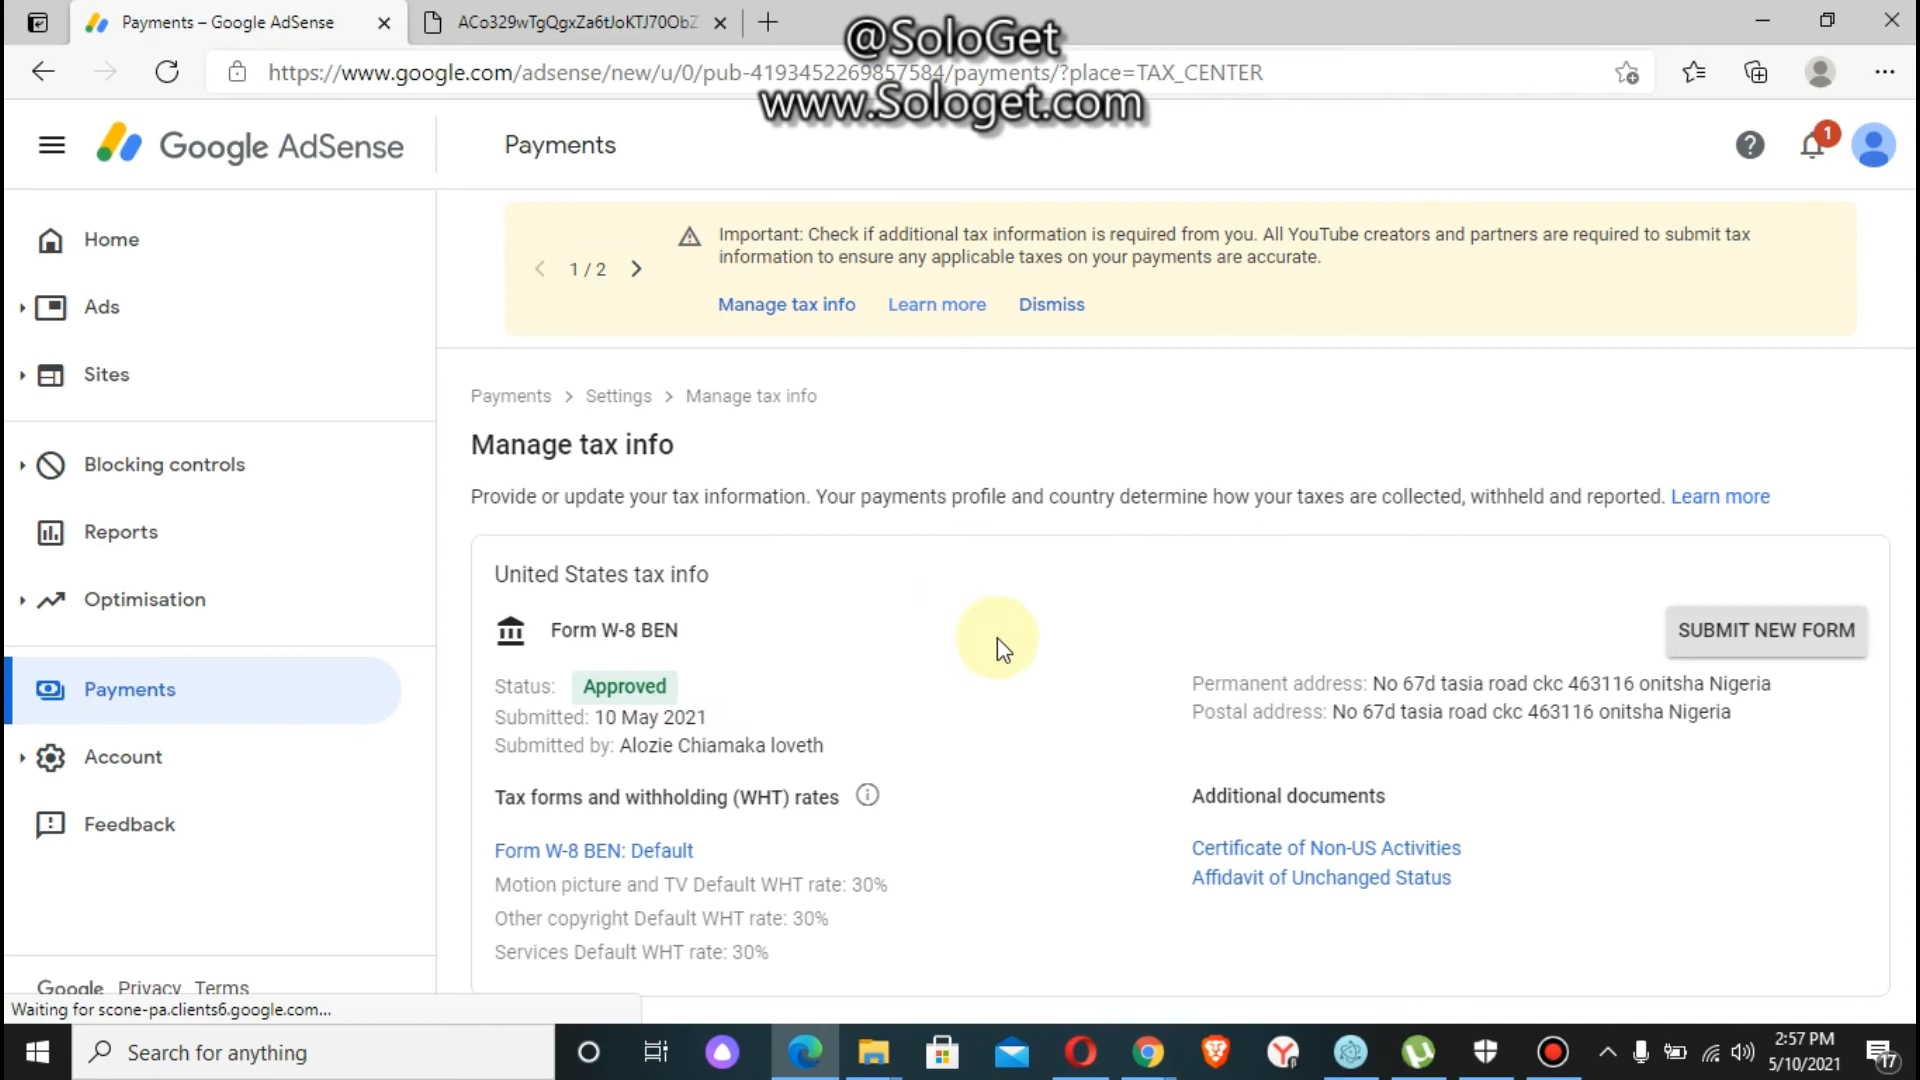 Payments – Google AdSense
ACo329wTgQgxZa6tJoKTJ70ObZ
@SoloGet
https://www.google.com/adsense/new/u/0/pub-4193452269857584/payments/?place=TAX_CENTER
www.Sologet.com
Google AdSense
Payments
1
Home
Ads
Sites
Blocking controls
Reports
Optimisation
Payments
Account
Feedback
Google Privacy Terms
Waiting for scone-pa.clients6.google.com...
1 / 2
Important: Check if additional tax information is required from you. All YouTube creators and partners are required to submit tax
information to ensure any applicable taxes on your payments are accurate.
Manage tax info Learn more Dismiss
Payments > Settings > Manage tax info
Manage tax info
Provide or update your tax information. Your payments profile and country determine how your taxes are collected, withheld and reported. Learn more
United States tax info
Form W-8 BEN
SUBMIT NEW FORM
Status: Approved
Submitted: 10 May 2021
Submitted by: Alozie Chiamaka loveth
Permanent address: No 67d tasia road ckc 463116 onitsha Nigeria
Postal address: No 67d tasia road ckc 463116 onitsha Nigeria
Tax forms and withholding (WHT) rates
Form W-8 BEN: Default
Motion picture and TV Default WHT rate: 30%
Other copyright Default WHT rate: 30%
Services Default WHT rate: 30%
Additional documents
Certificate of Non-US Activities
Affidavit of Unchanged Status
Search for anything
2:57 PM
5/10/2021
17